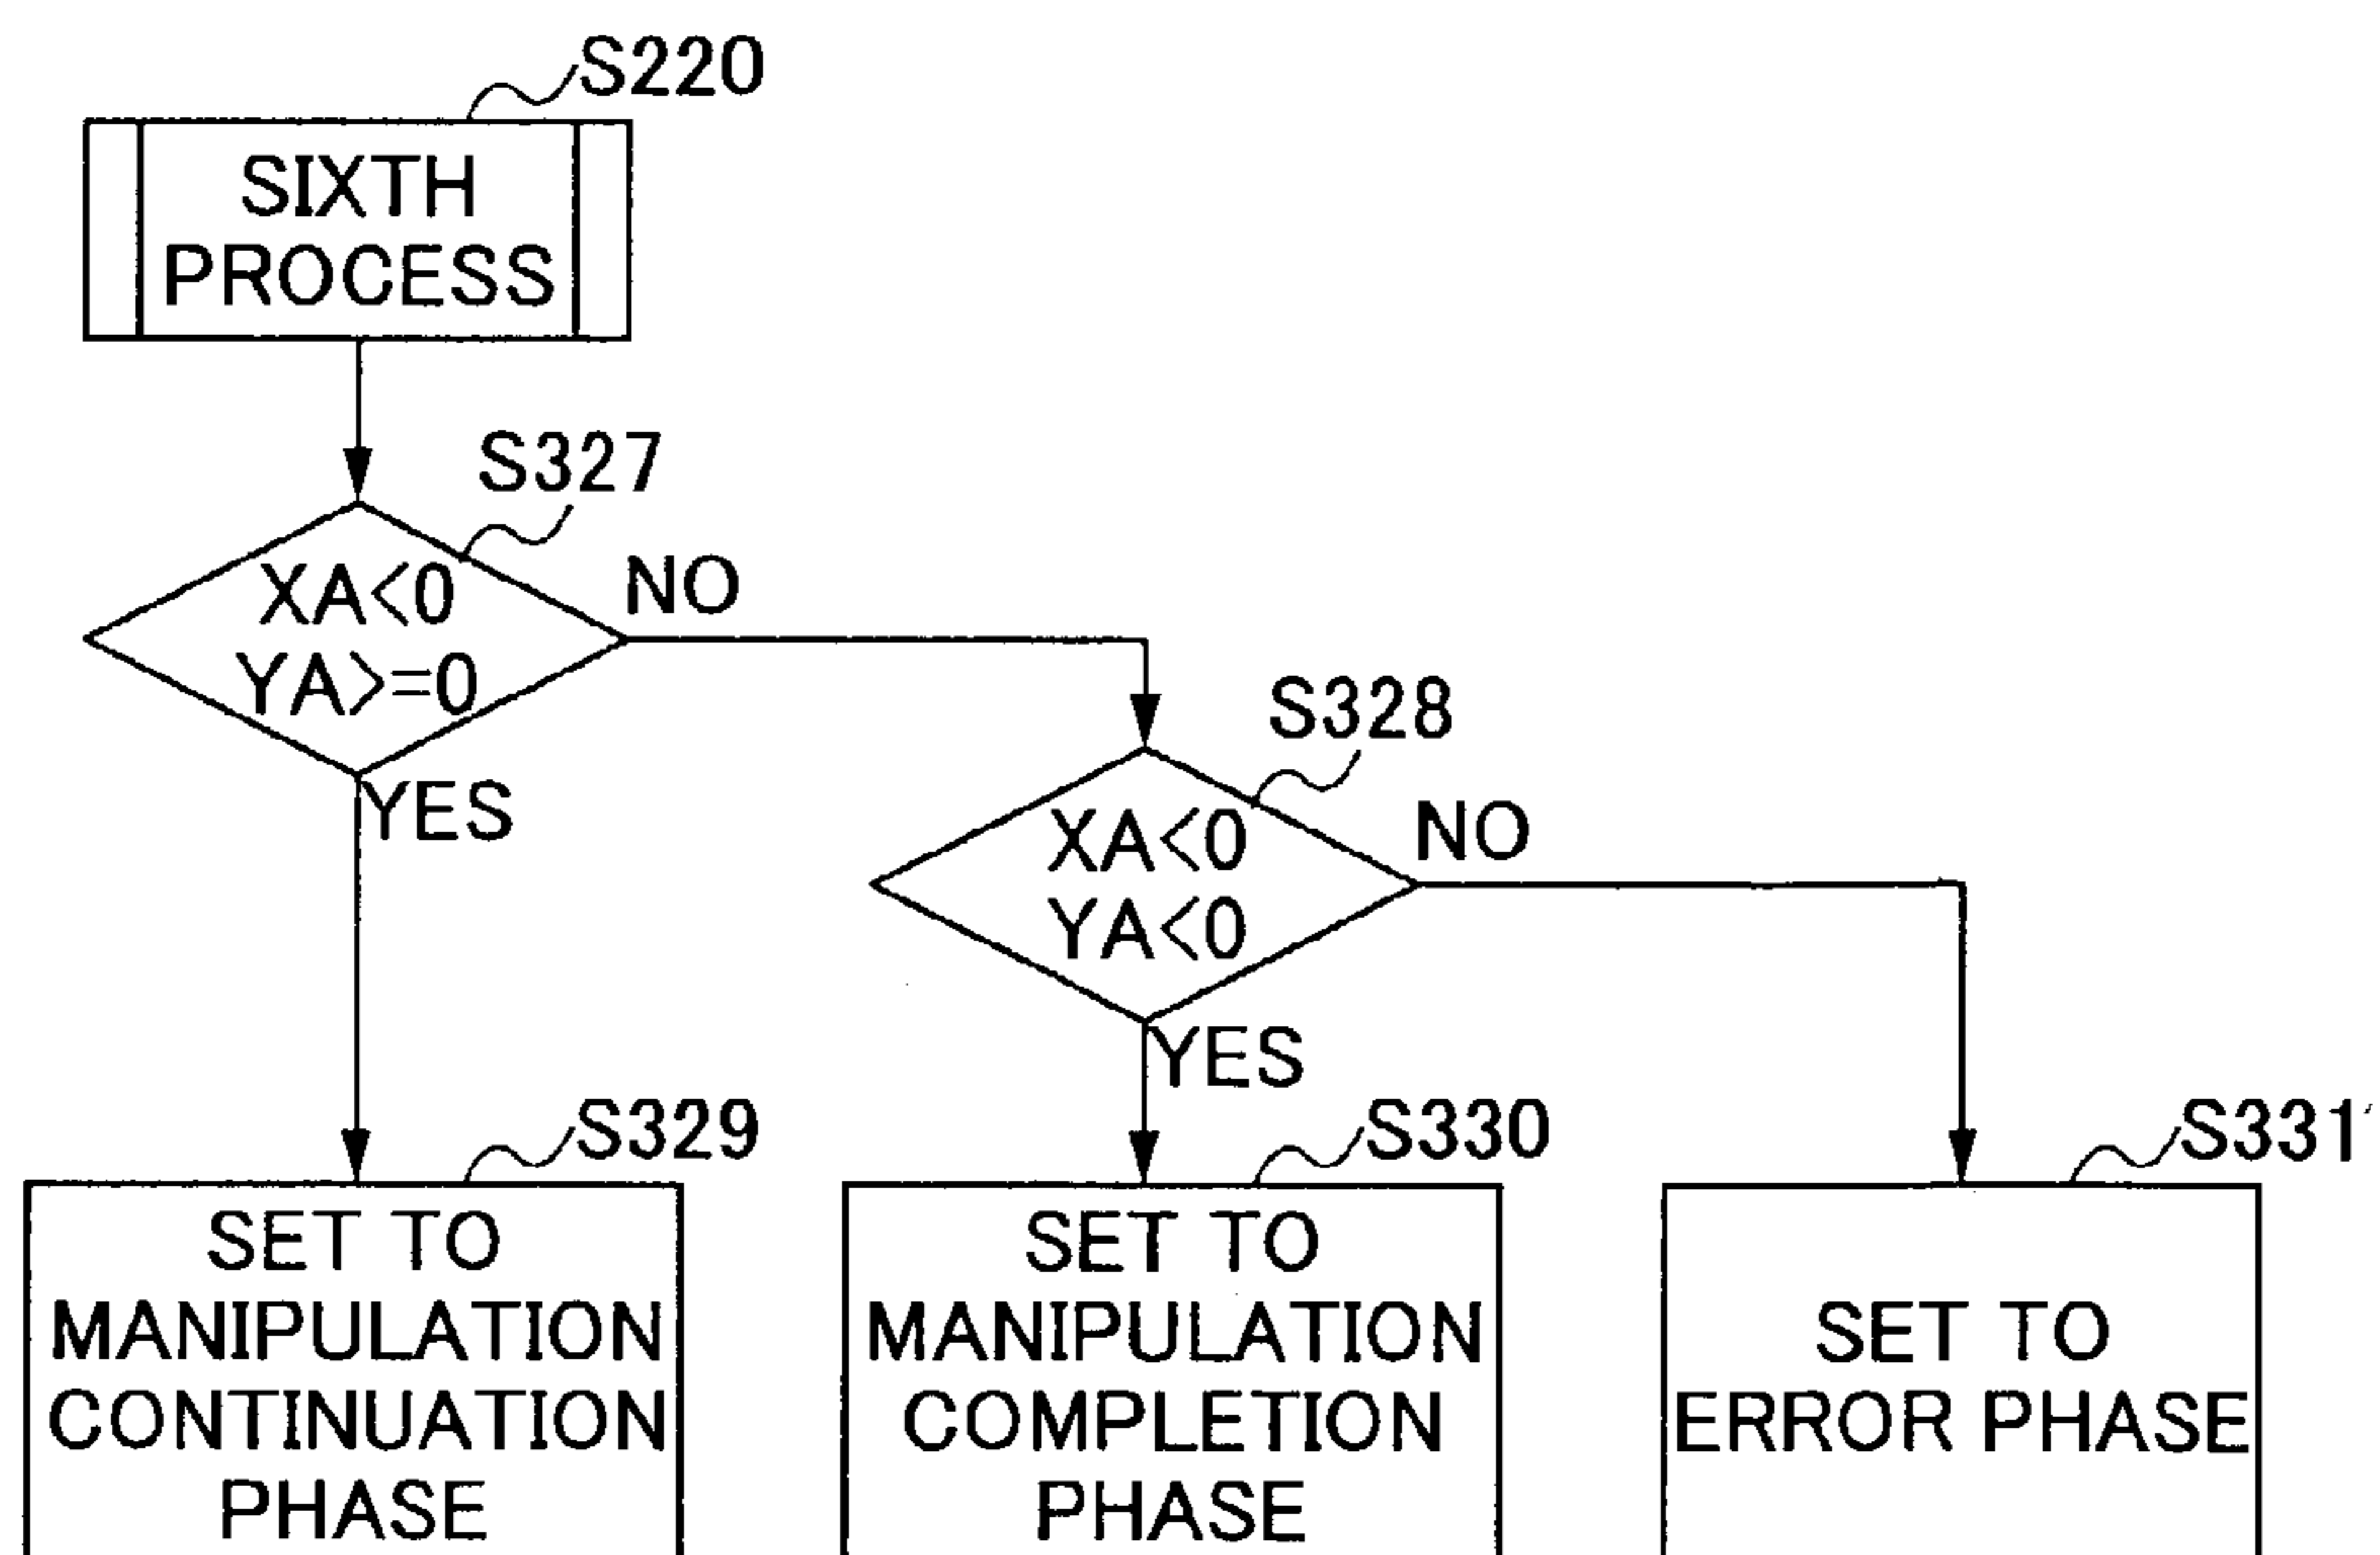 S220
SIXTH
PROCESS
S327
XA<0
YA>=0
NO
YES
S328
XA<0
YA<0
NO
YES
S329
SET TO
MANIPULATION
CONTINUATION
PHASE
S330
SET TO
MANIPULATION
COMPLETION
PHASE
S331
SET TO
ERROR PHASE